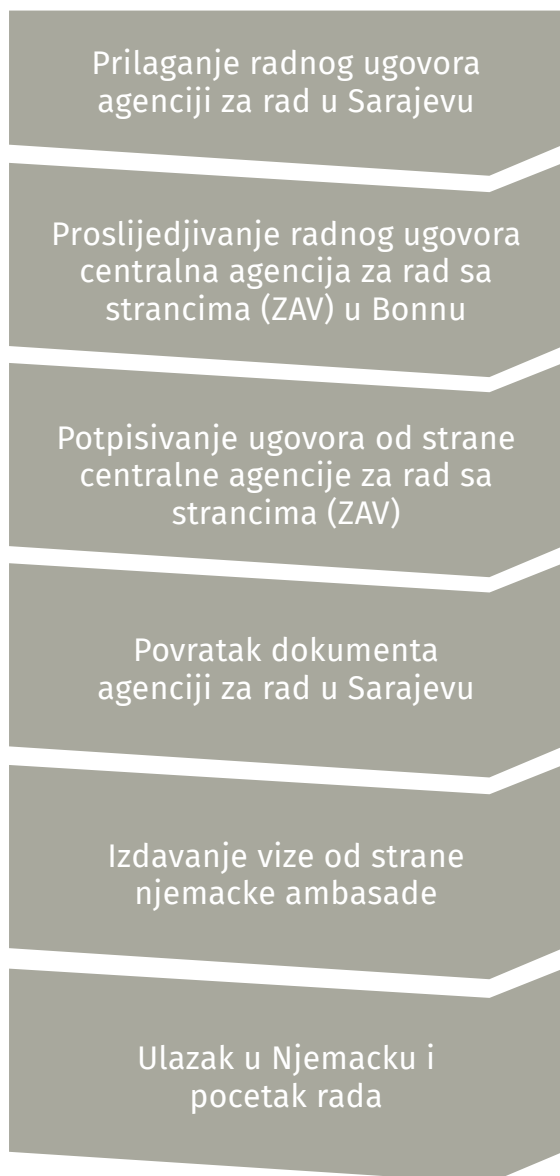 Prilaganje radnog ugovora
agenciji za rad u Sarajevu
Proslijedjivanje radnog ugovora
centralna agencija za rad sa
strancima (ZAV) u Bonnu
Potpisivanje ugovora od strane
centralne agencije za rad sa
strancima (ZAV)
Povratak dokumenta
agenciji za rad u Sarajevu
Izdavanje vize od strane
njemacke ambasade
Ulazak u Njemacku i
pocetak rada